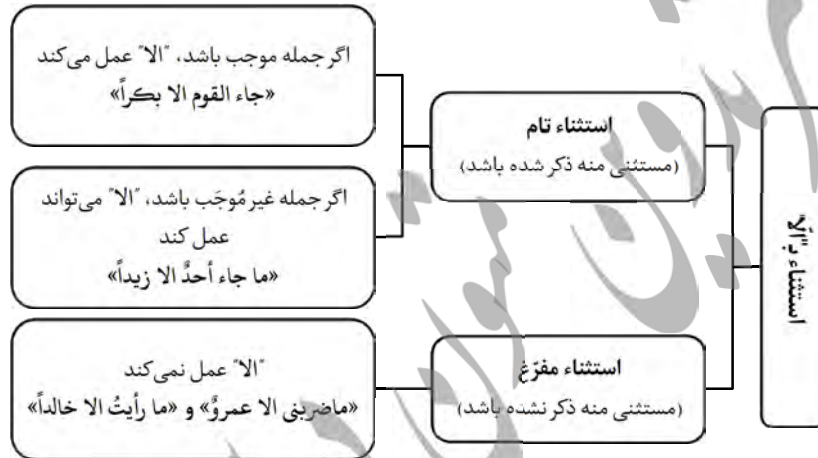 استثناء بـ"الّا"
استثناء تام
(مستثنی منه ذکر شده باشد)
اگر جمله موجب باشد، "الا" عمل می‌کند
«جاء القوم الا بکراً»
اگر جمله غیر مُوجَب باشد، "الا" می‌تواند
عمل کند
«ما جاء أحدٌ الا زیداً»
استثناء مفرّغ
(مستثنی منه ذکر نشده باشد)
"الا" عمل نمی‌کند
«ماضربنی الا عمروٌ» و «ما رأیتُ الا خالداً»